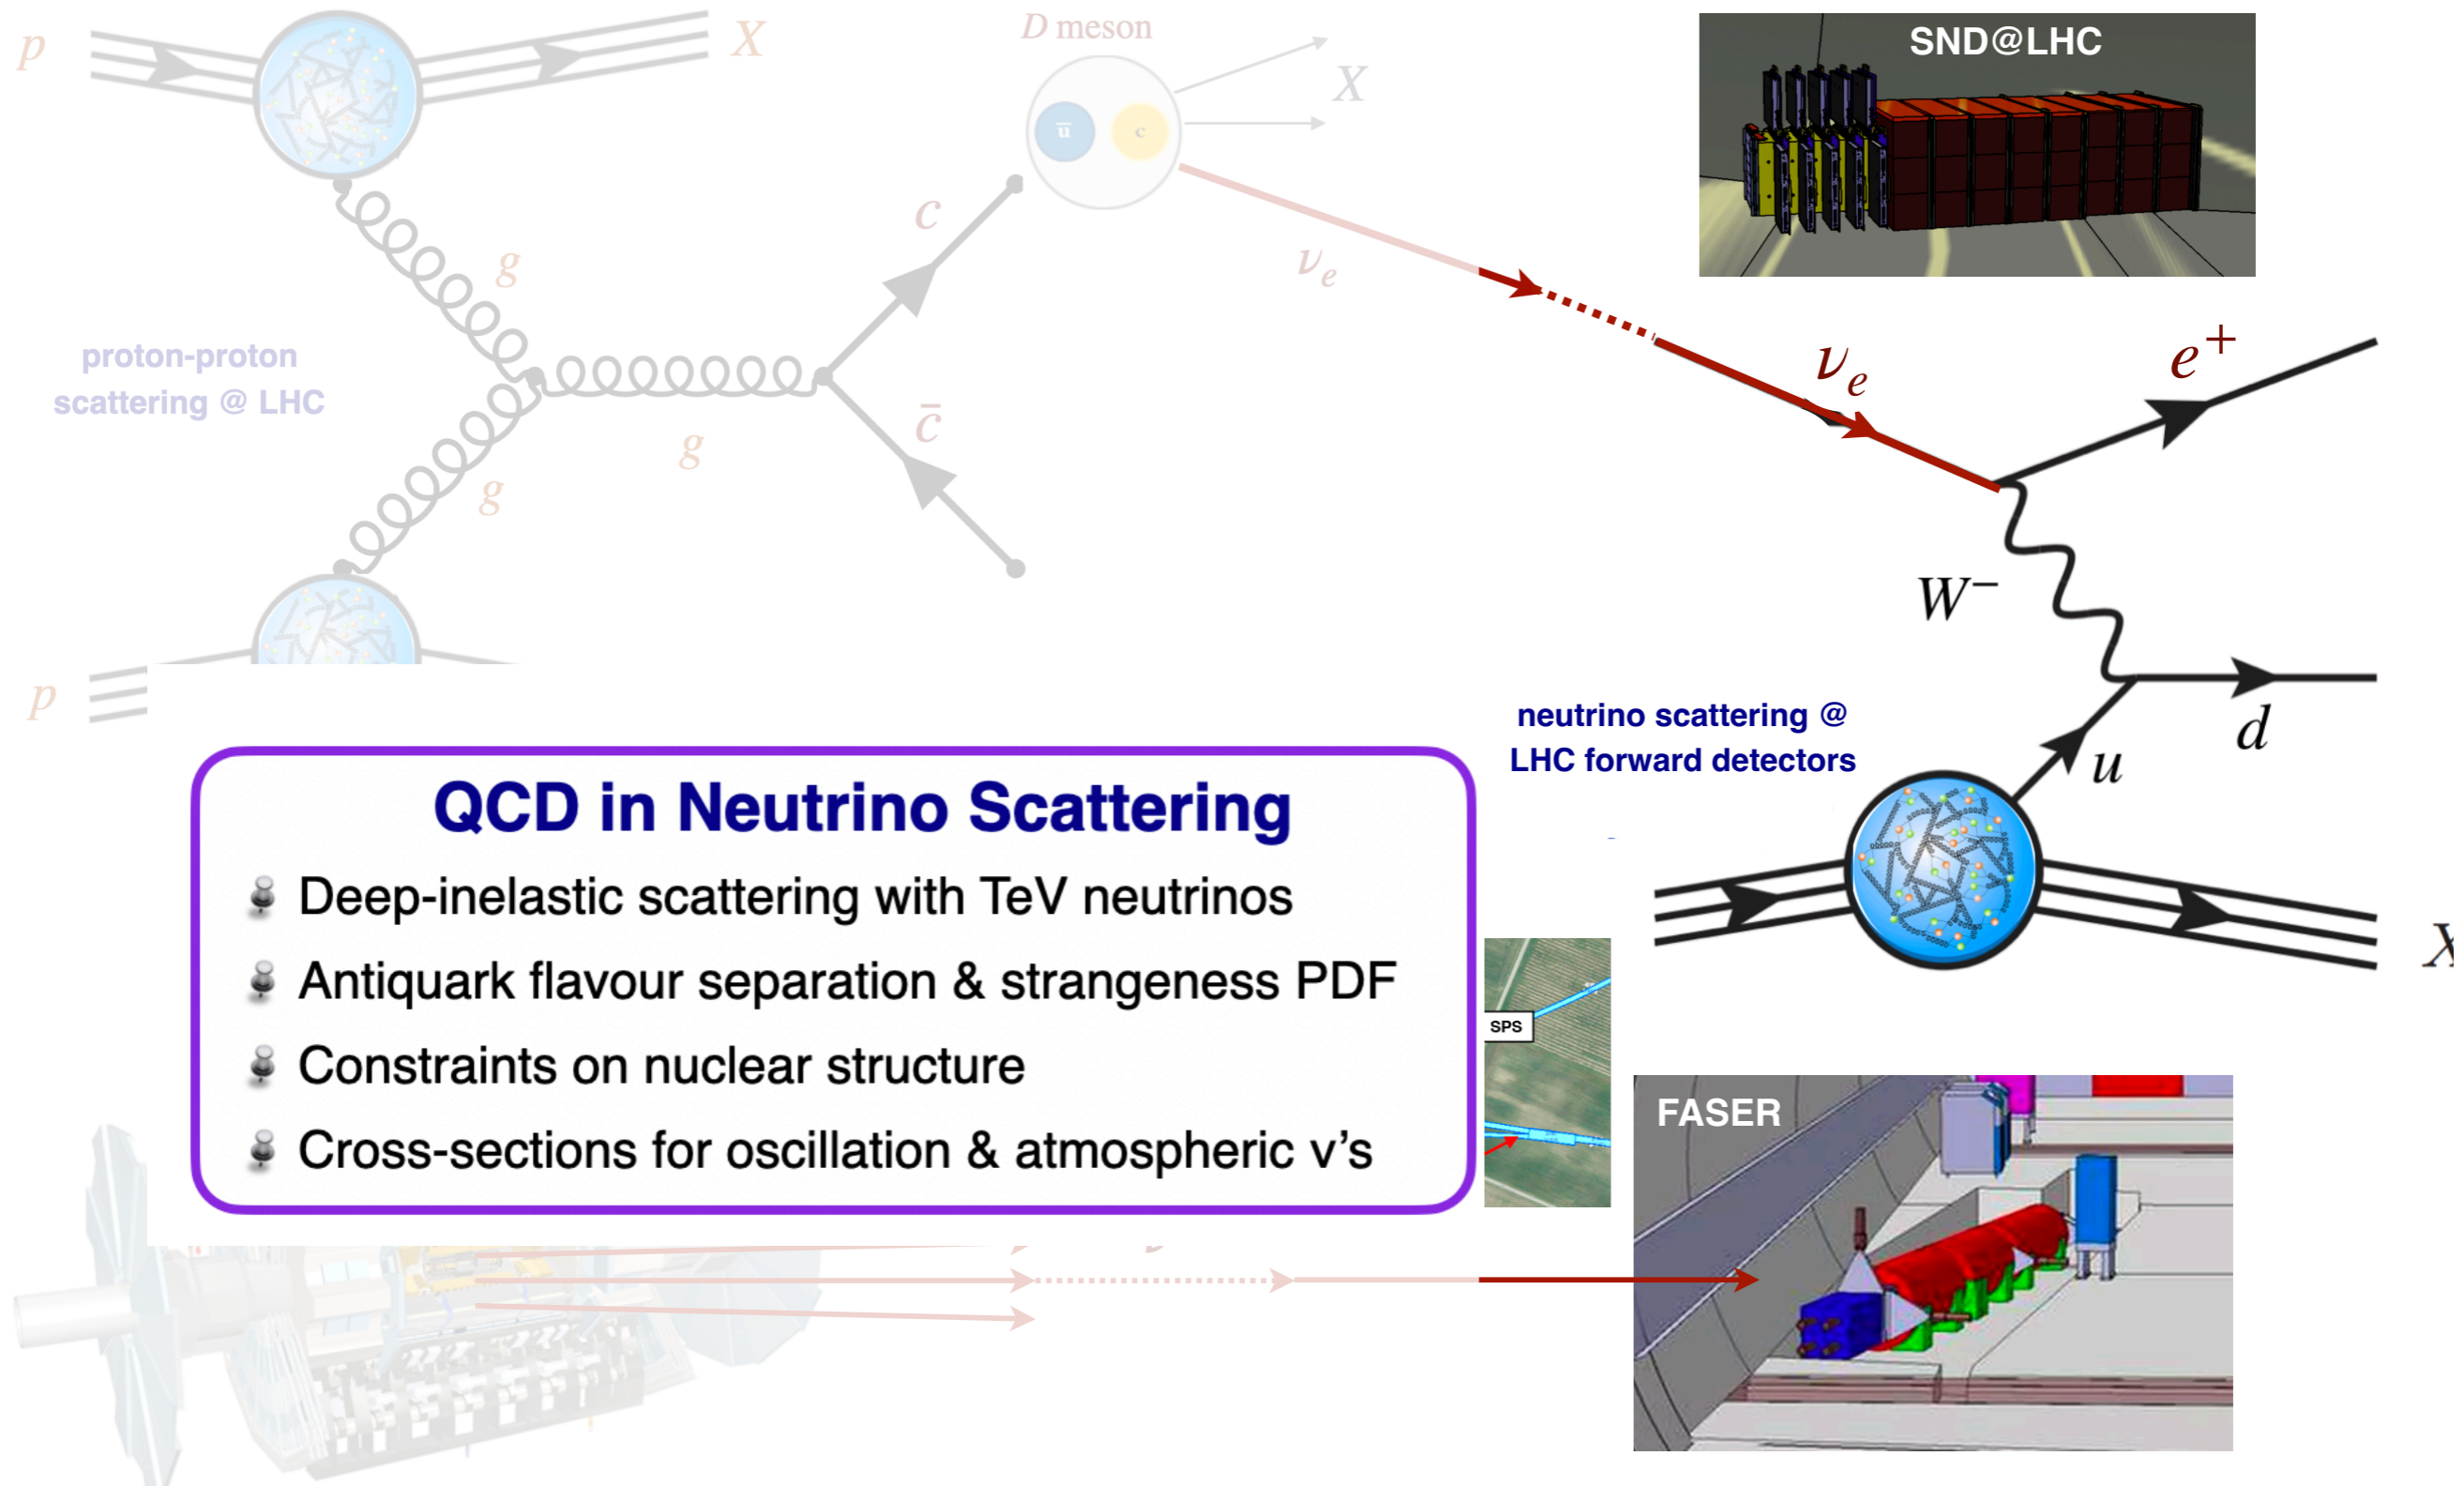 p
X
D meson
X
ū
c
SND@LHC
c
g
ν_e
proton-proton
scattering @ LHC
ν_e
e⁺
c̄
g
g
W⁻
p
neutrino scattering @
LHC forward detectors
d
u
QCD in Neutrino Scattering
Deep-inelastic scattering with TeV neutrinos
Antiquark flavour separation & strangeness PDF
Constraints on nuclear structure
Cross-sections for oscillation & atmospheric ν's
X
SPS
FASER